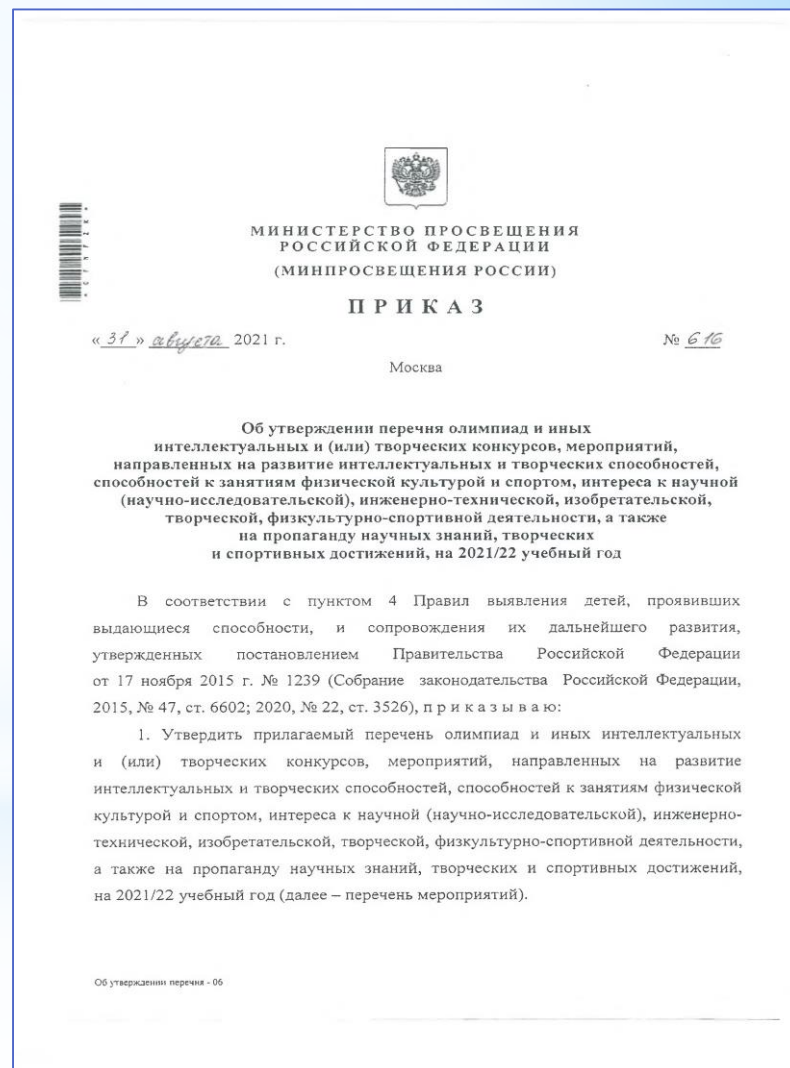 МИНИСТЕРСТВО ПРОСВЕЩЕНИЯ
РОССИЙСКОЙ ФЕДЕРАЦИИ
(МИНПРОСВЕЩЕНИЯ РОССИИ)
ПРИКАЗ
« 31 » августа 2021 г. № 616
Москва
Об утверждении перечня олимпиад и иных
интеллектуальных и (или) творческих конкурсов, мероприятий,
направленных на развитие интеллектуальных и творческих способностей,
способностей к занятиям физической культурой и спортом, интереса к научной
(научно-исследовательской), инженерно-технической, изобретательской,
творческой, физкультурно-спортивной деятельности, а также
на пропаганду научных знаний, творческих
и спортивных достижений, на 2021/22 учебный год
В соответствии с пунктом 4 Правил выявления детей, проявивших
выдающиеся способности, и сопровождения их дальнейшего развития,
утвержденных постановлением Правительства Российской Федерации
от 17 ноября 2015 г. № 1239 (Собрание законодательства Российской Федерации,
2015, № 47, ст. 6602; 2020, № 22, ст. 3526), п р и к а з ы в а ю:
1. Утвердить прилагаемый перечень олимпиад и иных интеллектуальных
и (или) творческих конкурсов, мероприятий, направленных на развитие
интеллектуальных и творческих способностей, способностей к занятиям физической
культурой и спортом, интереса к научной (научно-исследовательской), инженерно-
технической, изобретательской, творческой, физкультурно-спортивной деятельности,
а также на пропаганду научных знаний, творческих и спортивных достижений,
на 2021/22 учебный год (далее – перечень мероприятий).
Об утверждении перечня - 06